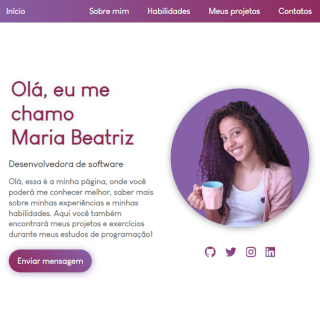 Início Sobre mim Habilidades Meus projetos Contatos
Olá, eu me
chamo
Maria Beatriz
Desenvolvedora de software
Olá, essa é a minha página, onde você
poderá me conhecer melhor, saber mais
sobre minhas experiências e minhas
habilidades. Aqui você também
encontrará meus projetos e exercícios
durante meus estudos de programação!
Enviar mensagem